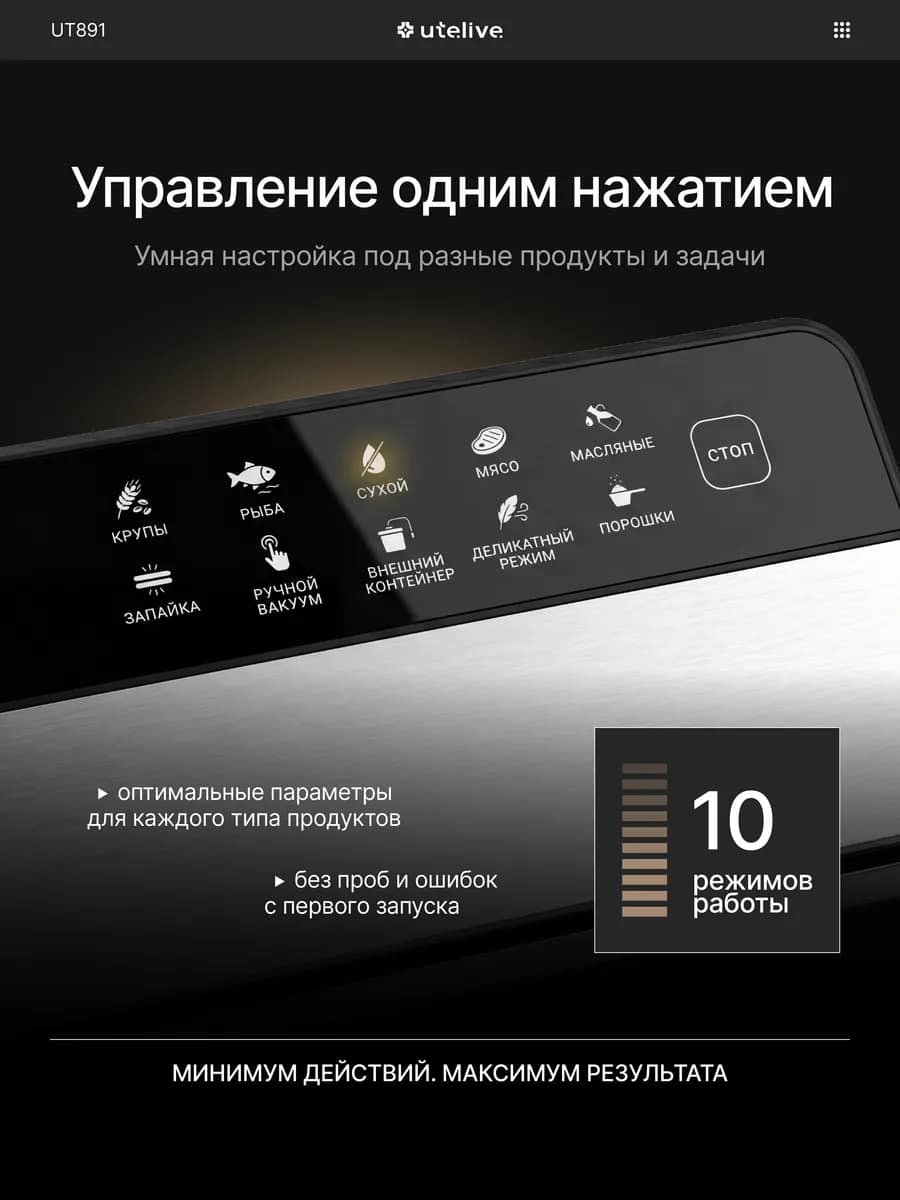 UT891
utelive
Управление одним нажатием
Умная настройка под разные продукты и задачи
КРУПЫ
РЫБА
СУХОЙ
МЯСО
МАСЛЯНЫЕ
СТОП
ЗАПАЙКА
РУЧНОЙ
ВАКУУМ
ВНЕШНИЙ
КОНТЕЙНЕР
ДЕЛИКАТНЫЙ
РЕЖИМ
ПОРОШКИ
▸ оптимальные параметры
для каждого типа продуктов
▸ без проб и ошибок
с первого запуска
10
режимов
работы
МИНИМУМ ДЕЙСТВИЙ. МАКСИМУМ РЕЗУЛЬТАТА